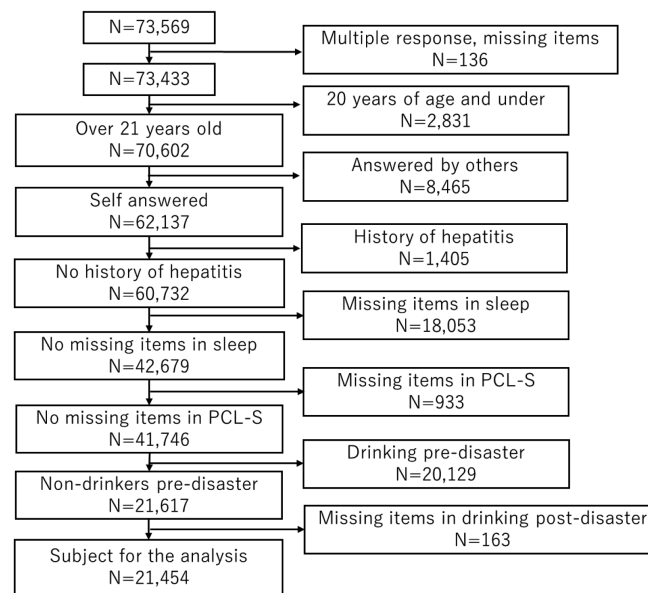 N=73,569
Multiple response, missing items
N=136
N=73,433
20 years of age and under
N=2,831
Over 21 years old
N=70,602
Answered by others
N=8,465
Self answered
N=62,137
History of hepatitis
N=1,405
No history of hepatitis
N=60,732
Missing items in sleep
N=18,053
No missing items in sleep
N=42,679
Missing items in PCL-S
N=933
No missing items in PCL-S
N=41,746
Drinking pre-disaster
N=20,129
Non-drinkers pre-disaster
N=21,617
Missing items in drinking post-disaster
N=163
Subject for the analysis
N=21,454